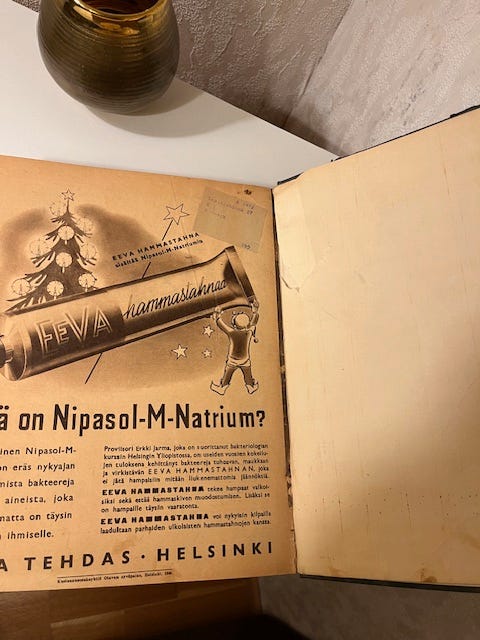 EEVA HAMMASTAHNA
sisältää Nipasol-M-Natriumia
EEVA hammastahnaa
ä on Nipasol-M-Natrium?
inen Nipasol-M-
on eräs nykyajan
mista bakteereja
aineista, joka
matta on täysin
ihmiselle.
Proviisori Erkki Jarma, joka on suorittanut bakteriologian
kurssin Helsingin Yliopistossa, on useiden vuosien kokeilu-
jen tuloksena kehittänyt bakteereja tuhoavan, maukkaan
ja virkistävän EEVA HAMMASTAHNAN, joka
ei jätä hampaisiin mitään liukenemattomia jäännöksiä.
EEVA HAMMASTAHNA tekee hampaat valkoi-
siksi sekä estää hammaskiven muodostumisen. Lisäksi se
on hampaille täysin vaaratonta.
EEVA HAMMASTAHNA voi nykyisin kilpailla
laadultaan parhaiden ulkolaisten hammastahnojen kanssa.
A TEHDAS · HELSINKI
Helsinki